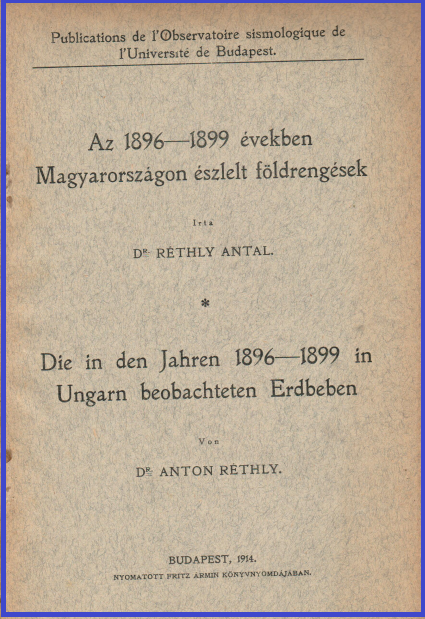 Publications de l'Observatoire sismologique de
l'Université de Budapest.
Az 1896—1899 években
Magyarországon észlelt földrengések
Irta
DR. RÉTHLY ANTAL.
*
Die in den Jahren 1896—1899 in
Ungarn beobachteten Erdbeben
Von
DR. ANTON RÉTHLY.
BUDAPEST, 1914.
NYOMATOTT FRITZ ÁRMIN KÖNYVNYOMDÁJÁBAN.